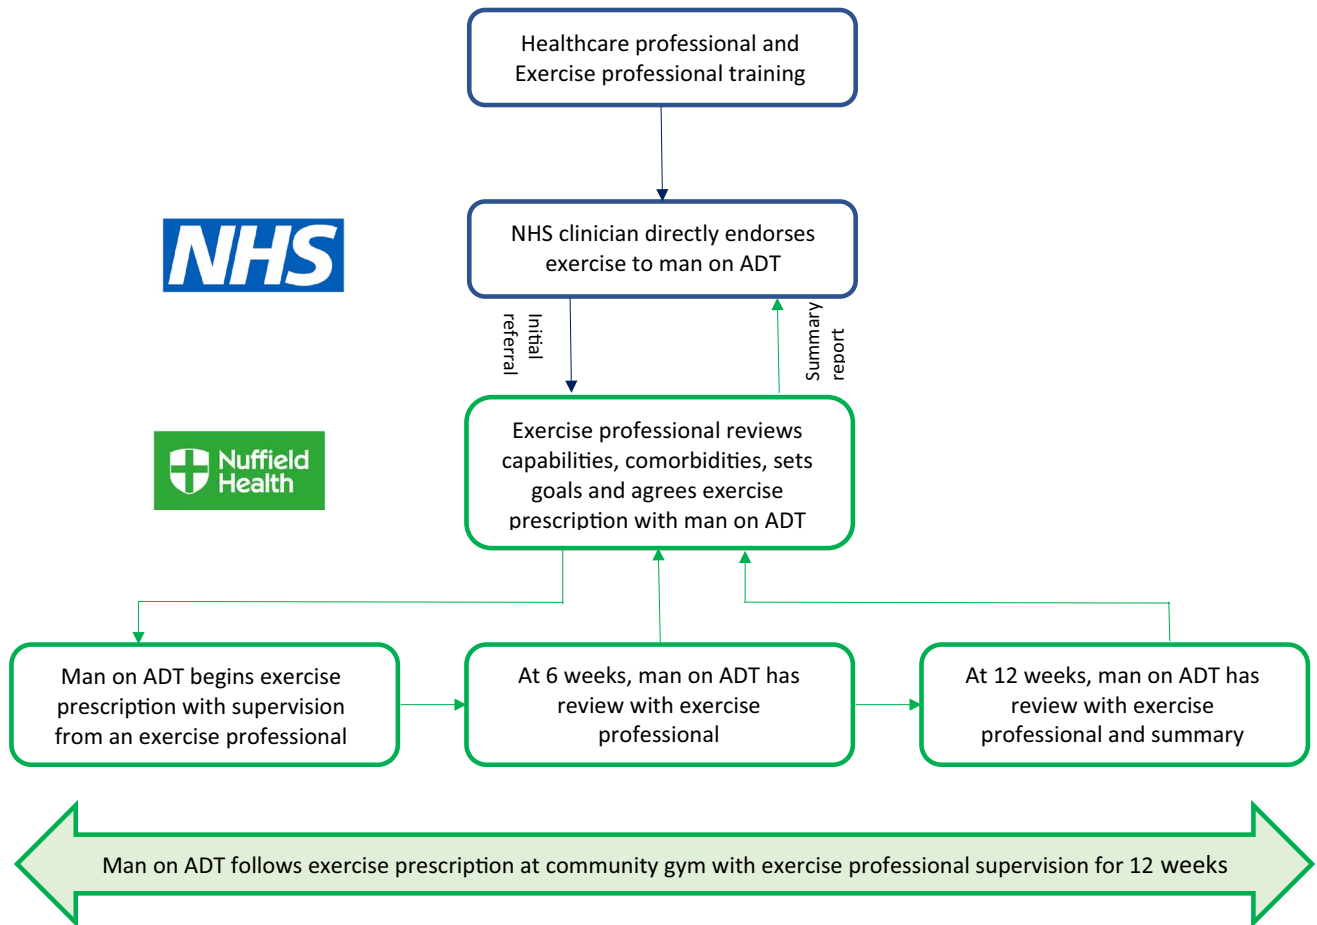 Healthcare professional and
Exercise professional training
NHS
NHS clinician directly endorses
exercise to man on ADT
Initial
referral
Summary
report
Nuffield
Health
Exercise professional reviews
capabilities, comorbidities, sets
goals and agrees exercise
prescription with man on ADT
Man on ADT begins exercise
prescription with supervision
from an exercise professional
At 6 weeks, man on ADT has
review with exercise
professional
At 12 weeks, man on ADT has
review with exercise
professional and summary
Man on ADT follows exercise prescription at community gym with exercise professional supervision for 12 weeks